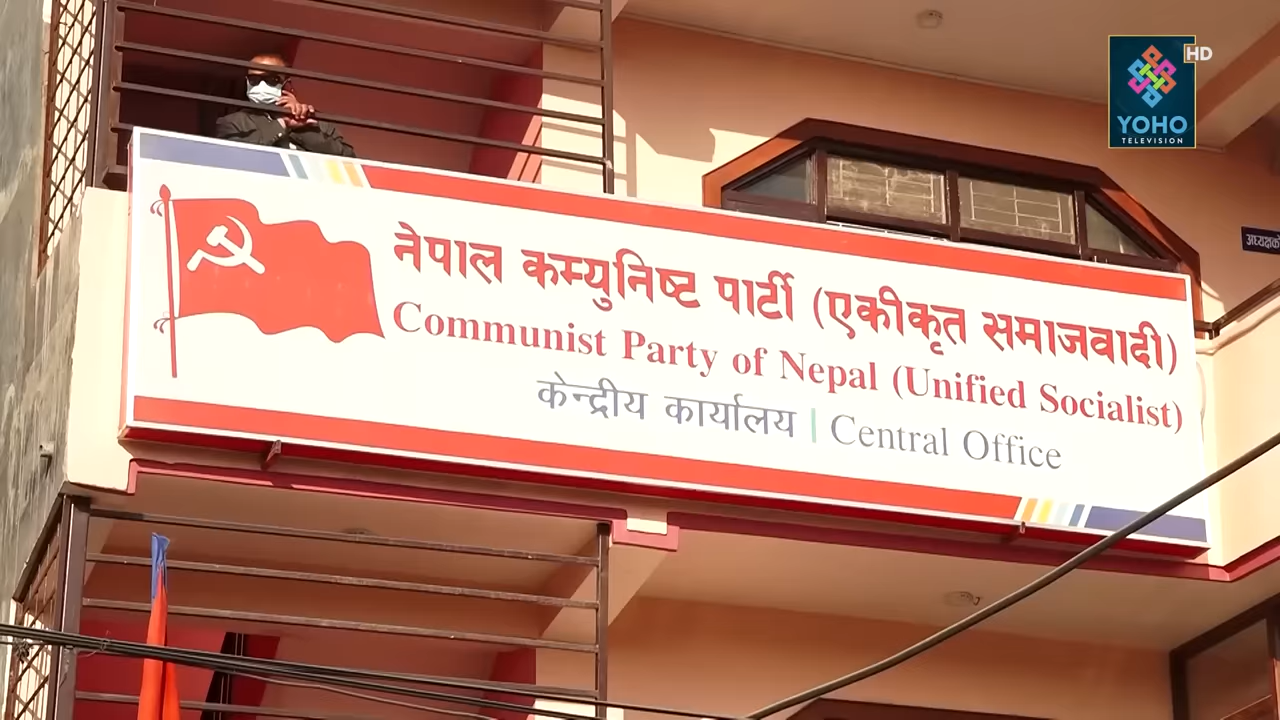 HD
YOHO
TELEVISION
नेपाल कम्युनिष्ट पार्टी (एकीकृत समाजवादी)
Communist Party of Nepal (Unified Socialist)
केन्द्रीय कार्यालय | Central Office